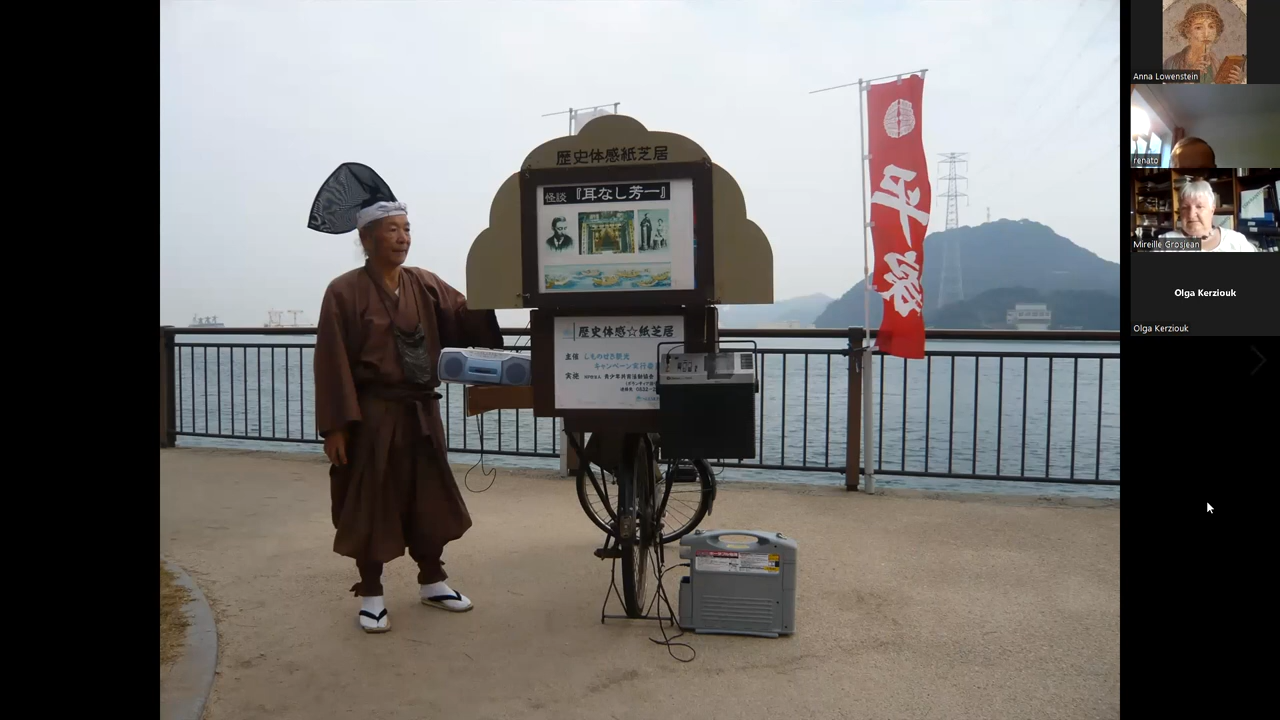 歴史体感紙芝居
怪談『耳なし芳一』
歴史体感☆紙芝居
主催 しものせき観光
キャンペーン実行委
実施
平家
Anna Lowenstein
renato
Mireille Grosjean
Olga Kerziouk
Olga Kerziouk